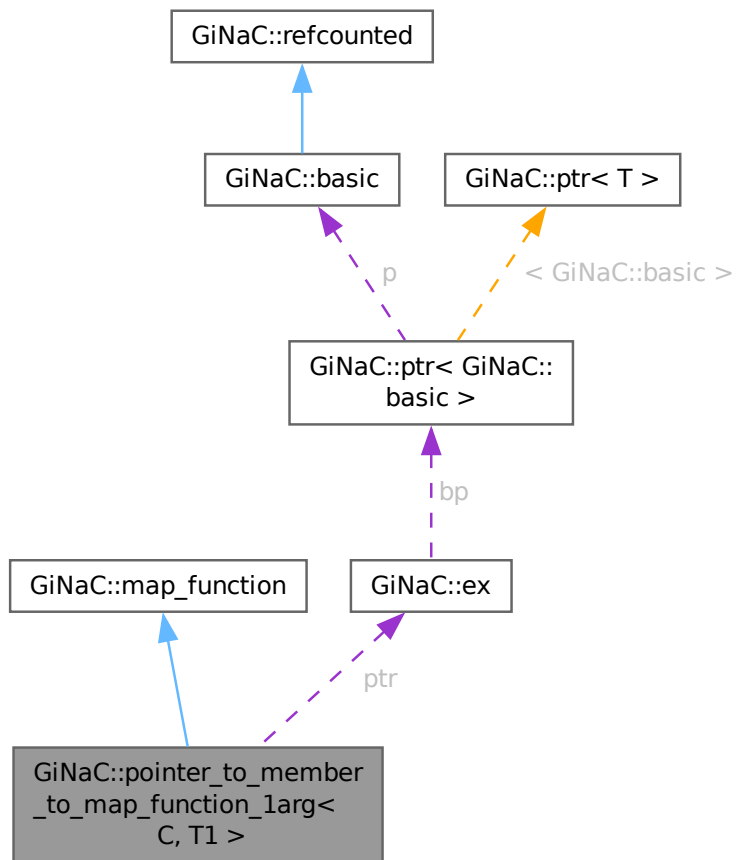 GiNaC::refcounted
GiNaC::basic
GiNaC::ptr< T >
p
< GiNaC::basic >
GiNaC::ptr< GiNaC::
basic >
bp
GiNaC::map_function
GiNaC::ex
ptr
GiNaC::pointer_to_member
_to_map_function_1arg<
C, T1 >